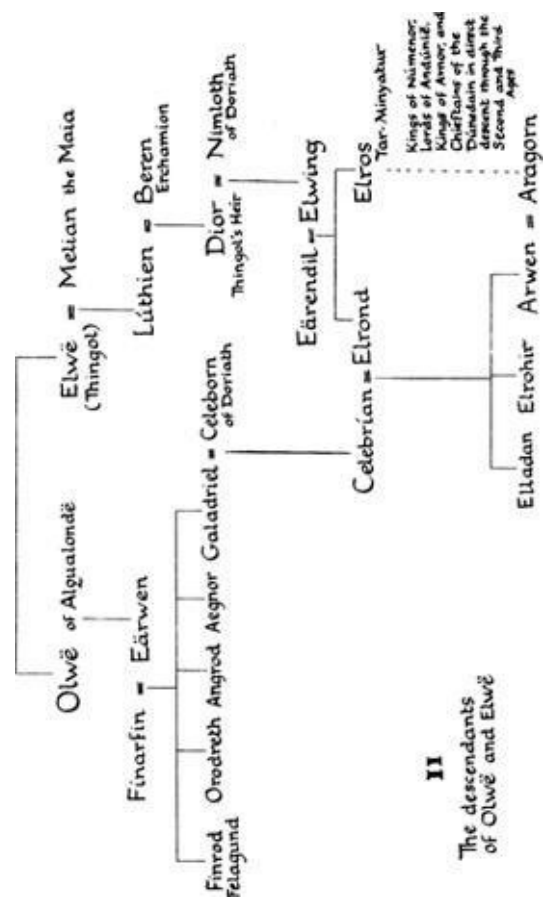 Olwë of Alqualondë
Elwë
(Thingol)
=
Melian the Maia
Finarfin = Eärwen
Lúthien = Beren
Erchamion
Finrod
Felagund
Orodreth
Angrod
Aegnor
Galadriel = Celeborn
of Doriath
Dior = Nimloth
Thingol's Heir
of Doriath
Eärendil = Elwing
Celebrían = Elrond
Elros
Tar-Minyatur
Kings of Númenor;
Lords of Andúnië;
Kings of Arnor, and
Chieftains of the
Dúnedain in direct
descent through the
Second and Third
Ages
Elladan
Elrohir
Arwen = Aragorn
II
The descendants
of Olwë and Elwë